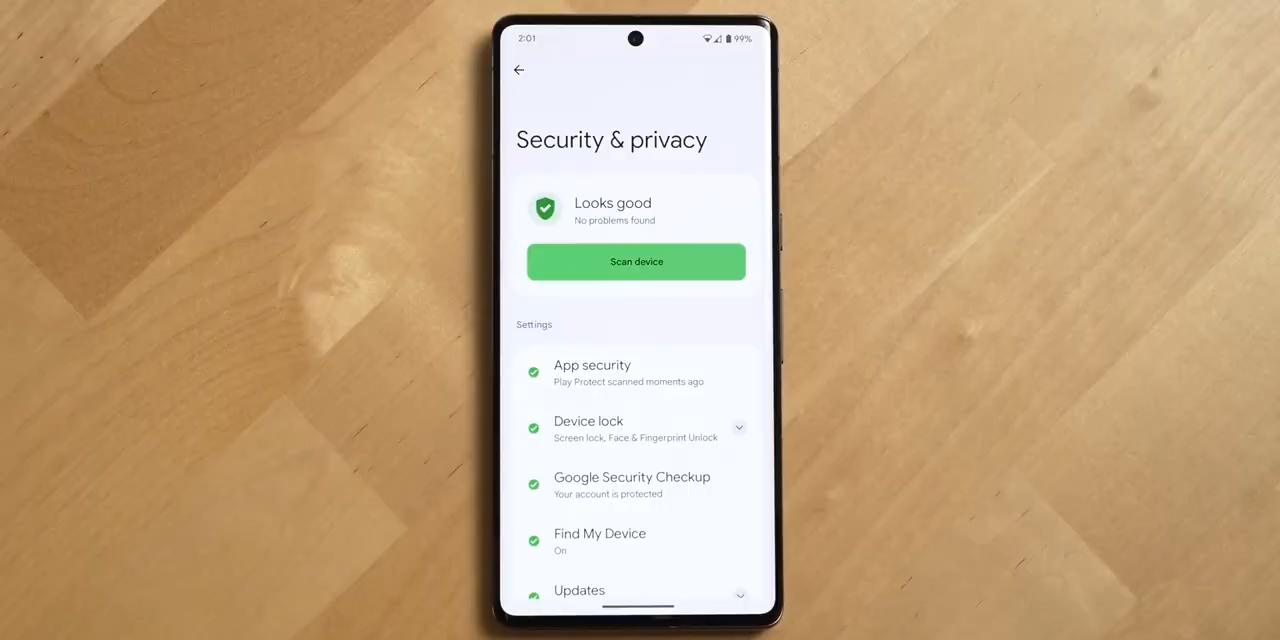 2:01
99%
Security & privacy
Looks good
No problems found
Scan device
Settings
App security
Play Protect scanned moments ago
Device lock
Screen lock, Face & Fingerprint Unlock
Google Security Checkup
Your account is protected
Find My Device
On
Updates